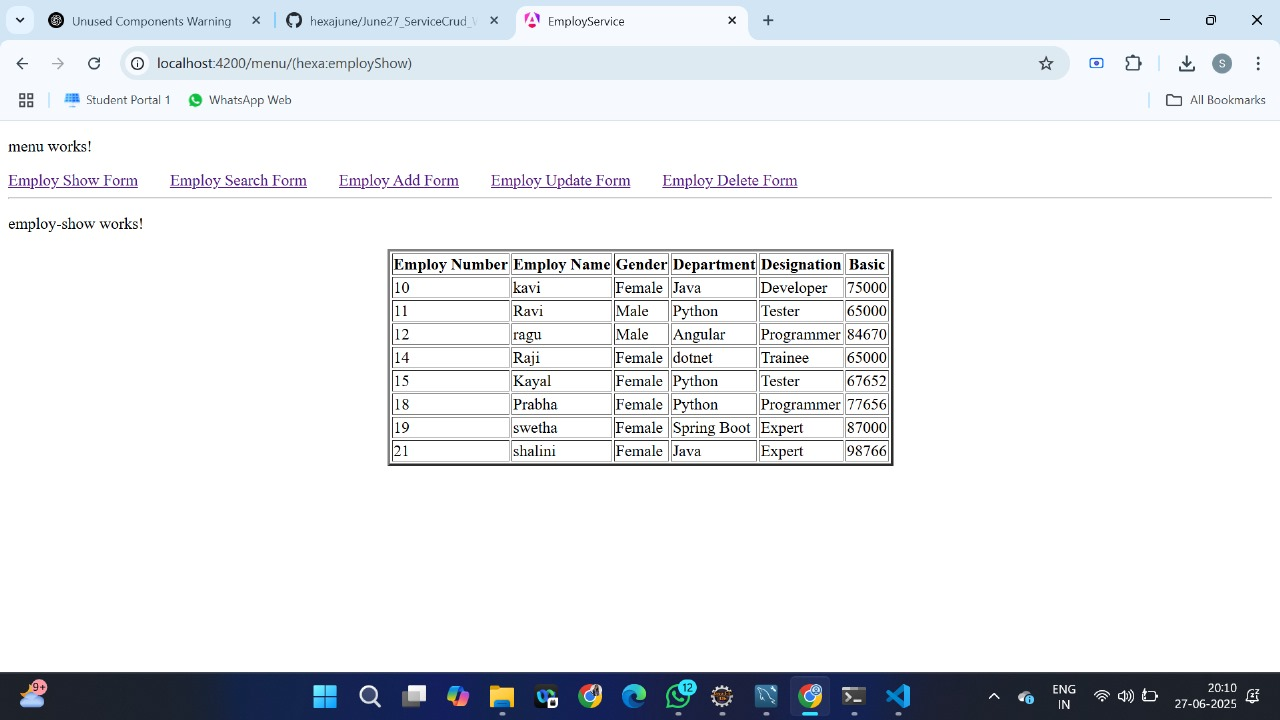 Unused Components Warning
hexajune/June27_ServiceCrud_
EmployService
localhost:4200/menu/(hexa:employShow)
S
Student Portal 1
WhatsApp Web
All Bookmarks
menu works!
Employ Show Form Employ Search Form Employ Add Form Employ Update Form Employ Delete Form
employ-show works!
Employ Number Employ Name Gender Department Designation Basic
10 kavi Female Java Developer 75000
11 Ravi Male Python Tester 65000
12 ragu Male Angular Programmer 84670
14 Raji Female dotnet Trainee 65000
15 Kayal Female Python Tester 67652
18 Prabha Female Python Programmer 77656
19 swetha Female Spring Boot Expert 87000
21 shalini Female Java Expert 98766
9+
12
ENG
IN
20:10
27-06-2025